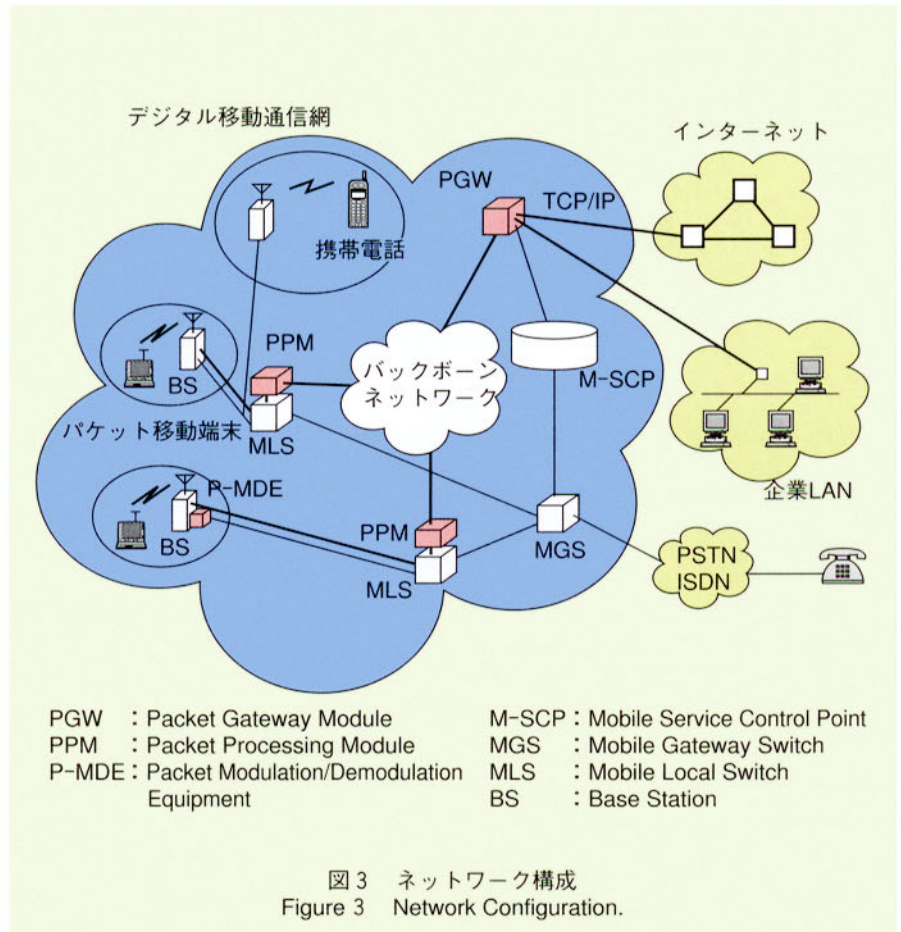 デジタル移動通信網
インターネット
PGW
TCP/IP
携帯電話
PPM
バックボーン
ネットワーク
M-SCP
BS
パケット移動端末
MLS
企業LAN
P-MDE
BS
PPM
MLS
MGS
PSTN
ISDN
PGW :Packet Gateway Module
PPM :Packet Processing Module
P-MDE:Packet Modulation/Demodulation
Equipment
M-SCP:Mobile Service Control Point
MGS :Mobile Gateway Switch
MLS :Mobile Local Switch
BS :Base Station
図3 ネットワーク構成
Figure 3 Network Configuration.